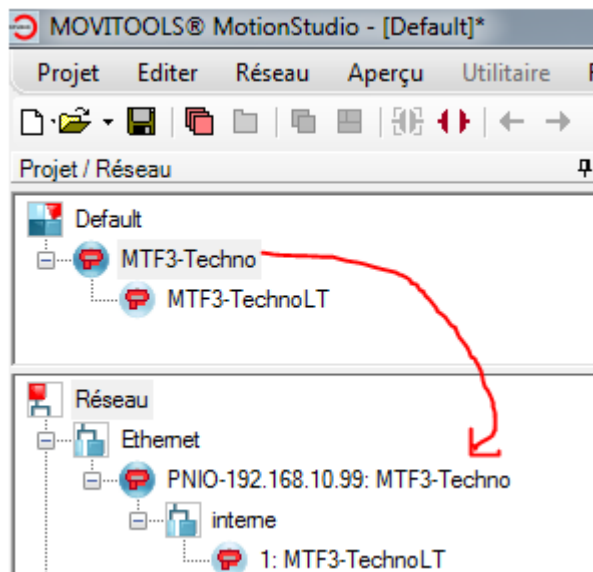 MOVITOOLS® MotionStudio - [Default]*
Projet Editer Réseau Aperçu Utilitaire
Projet / Réseau
Default
MTF3-Techno
MTF3-TechnoLT
Réseau
Ethernet
PNIO-192.168.10.99: MTF3-Techno
interne
1: MTF3-TechnoLT